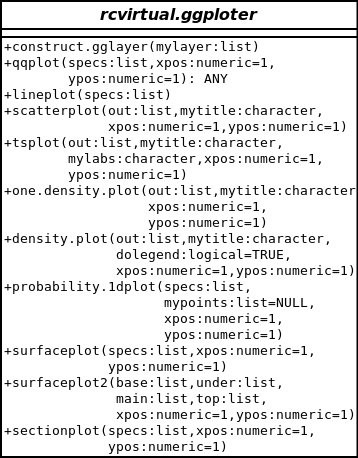 rcvirtual.ggploter
+construct.gglayer(mylayer:list)
+qqplot(specs:list,xpos:numeric=1,
ypos:numeric=1): ANY
+lineplot(specs:list)
+scatterplot(out:list,mytitle:character,
xpos:numeric=1,ypos:numeric=1)
+tsplot(out:list,mytitle:character,
mylabs:character,xpos:numeric=1,
ypos:numeric=1)
+one.density.plot(out:list,mytitle:character
xpos:numeric=1,
ypos:numeric=1)
+density.plot(out:list,mytitle:character,
dolegend:logical=TRUE,
xpos:numeric=1,ypos:numeric=1)
+probability.1dplot(specs:list,
mypoints:list=NULL,
xpos:numeric=1,
ypos:numeric=1)
+surfaceplot(specs:list,xpos:numeric=1,
ypos:numeric=1)
+surfaceplot2(base:list,under:list,
main:list,top:list,
xpos:numeric=1,ypos:numeric=1)
+sectionplot(specs:list,xpos:numeric=1,
ypos:numeric=1)